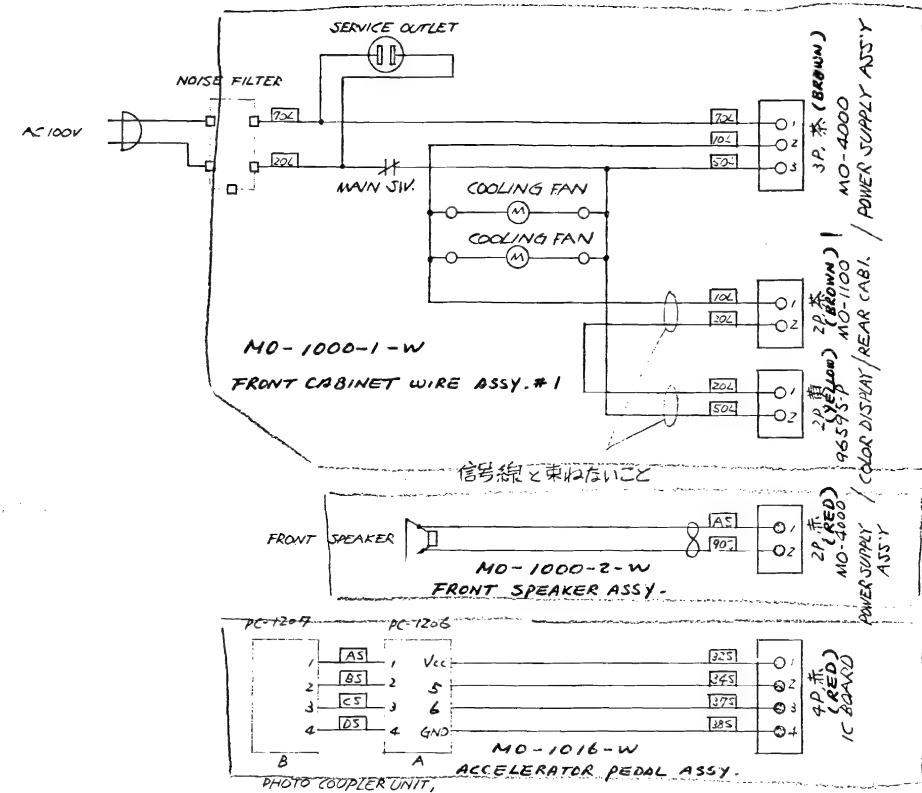 SERVICE OUTLET
NOISE FILTER
AC 100V
70L
20L
MAIN SW.
COOLING FAN
M
COOLING FAN
M
70L
10L
50L
1
2
3
3P, 茶 (BROWN)
MO-4000
POWER SUPPLY ASS'Y
MO-1000-1-W
FRONT CABINET WIRE ASSY. #1
10L
20L
1
2
2P, 茶
(BROWN)
MO-1100
COLOR DISPLAY/REAR CABI.
20L
50L
1
2
2P, 黄
(YELLOW)
96595-P
信号線と束ねないこと
FRONT SPEAKER
AS
90S
1
2
2P, 赤
(RED)
MO-4000
POWER SUPPLY
ASS'Y
MO-1000-2-W
FRONT SPEAKER ASSY.
PC-1207
PC-1206
1 AS 1 Vcc 32S 1
2 BS 2 5 34S 2
3 CS 3 6 37S 3
4 DS 4 GND 38S 4
4P, 赤
(RED)
IC BOARD
B
A
MO-1016-W
ACCELERATOR PEDAL ASSY.
PHOTO COUPLER UNIT,